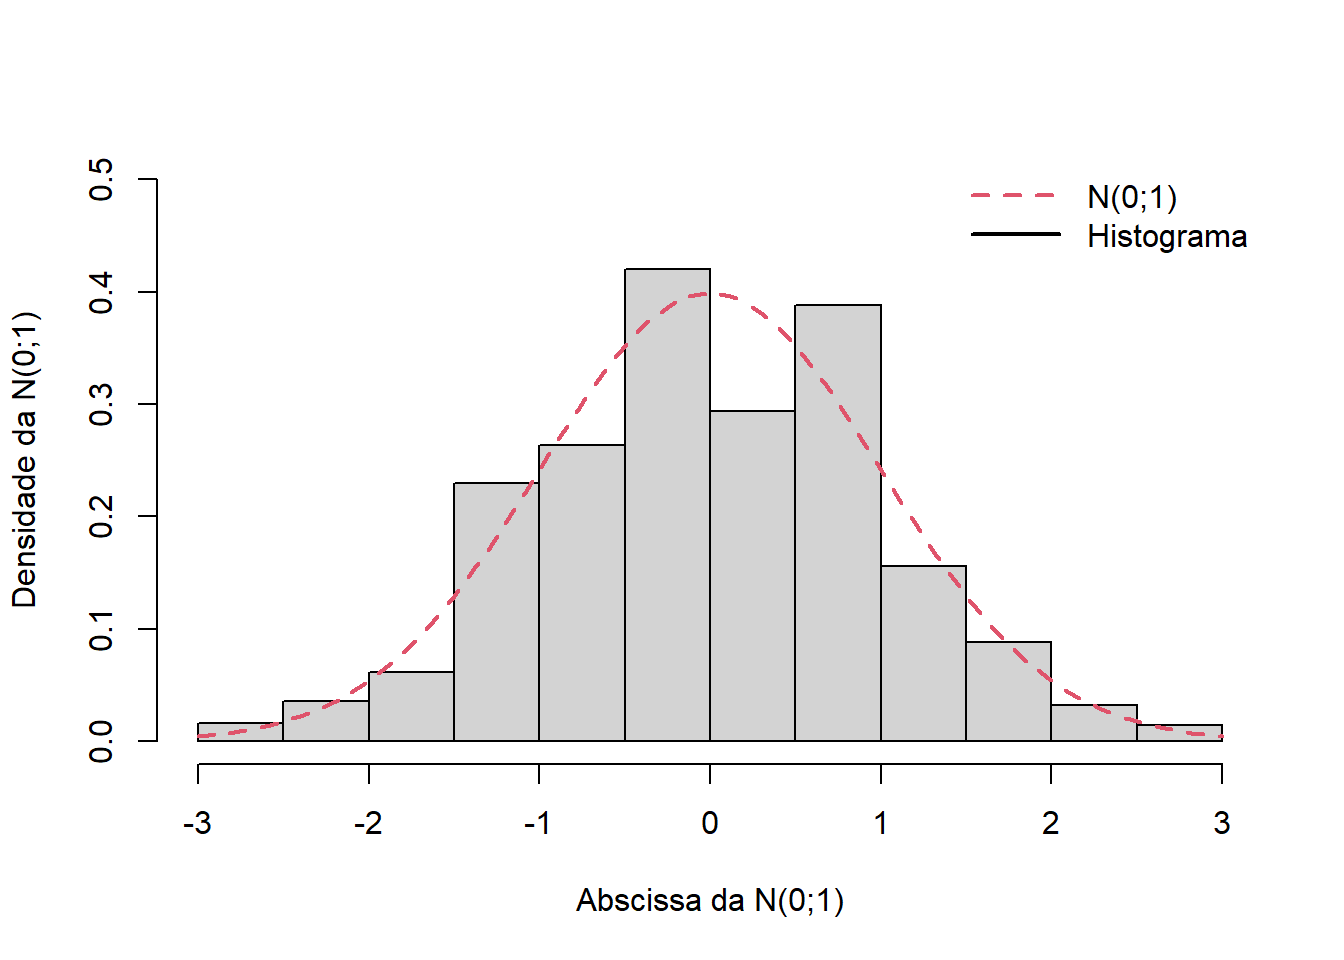 N(0;1)
Histograma
Densidade da N(0;1)
0.5
0.4
0.3
0.2
0.1
0.0
-3 -2 -1 0 1 2 3
Abscissa da N(0;1)